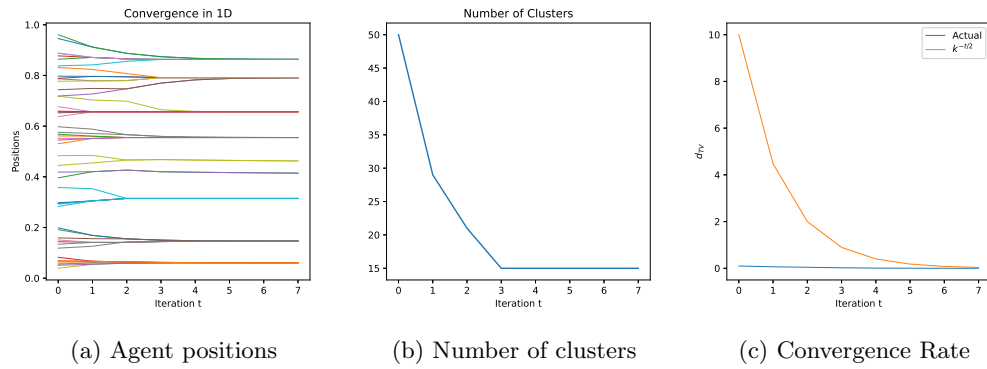 Convergence in 1D
1.0
0.8
0.6
0.4
0.2
0.0
Positions
0 1 2 3 4 5 6 7
Iteration t
(a) Agent positions
Number of Clusters
50
45
40
35
30
25
20
15
0 1 2 3 4 5 6 7
Iteration t
(b) Number of clusters
10
8
6
4
2
0
d_{TV}
Actual
k^{-t/2}
0 1 2 3 4 5 6 7
Iteration t
(c) Convergence Rate